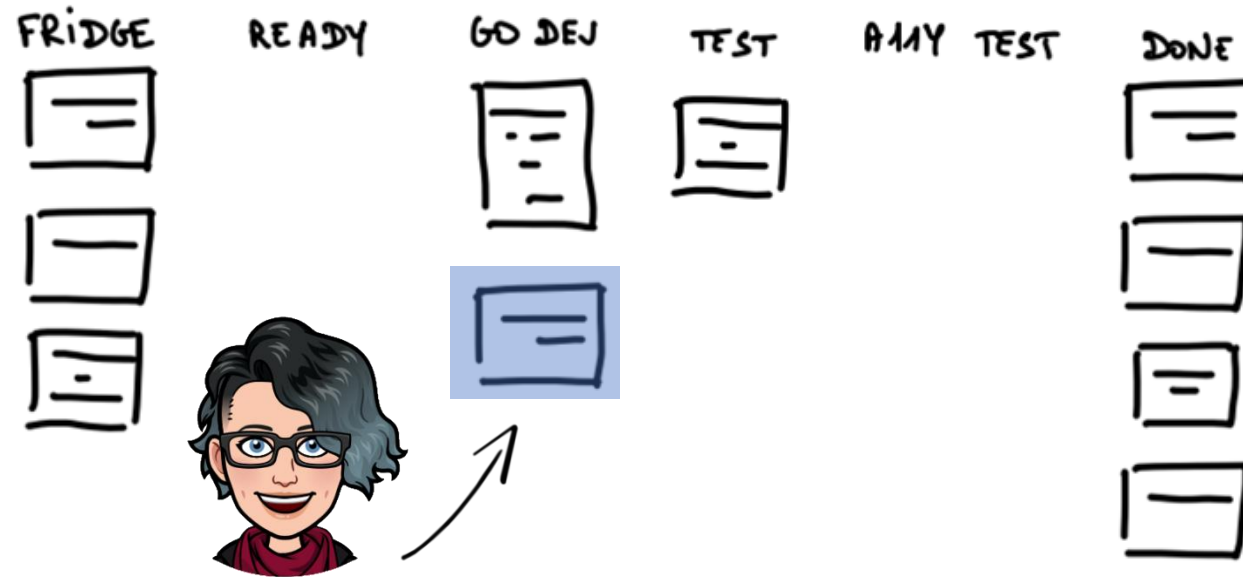 FRiDGE
READY
GO DEV
TEST
A11Y TEST
DONE